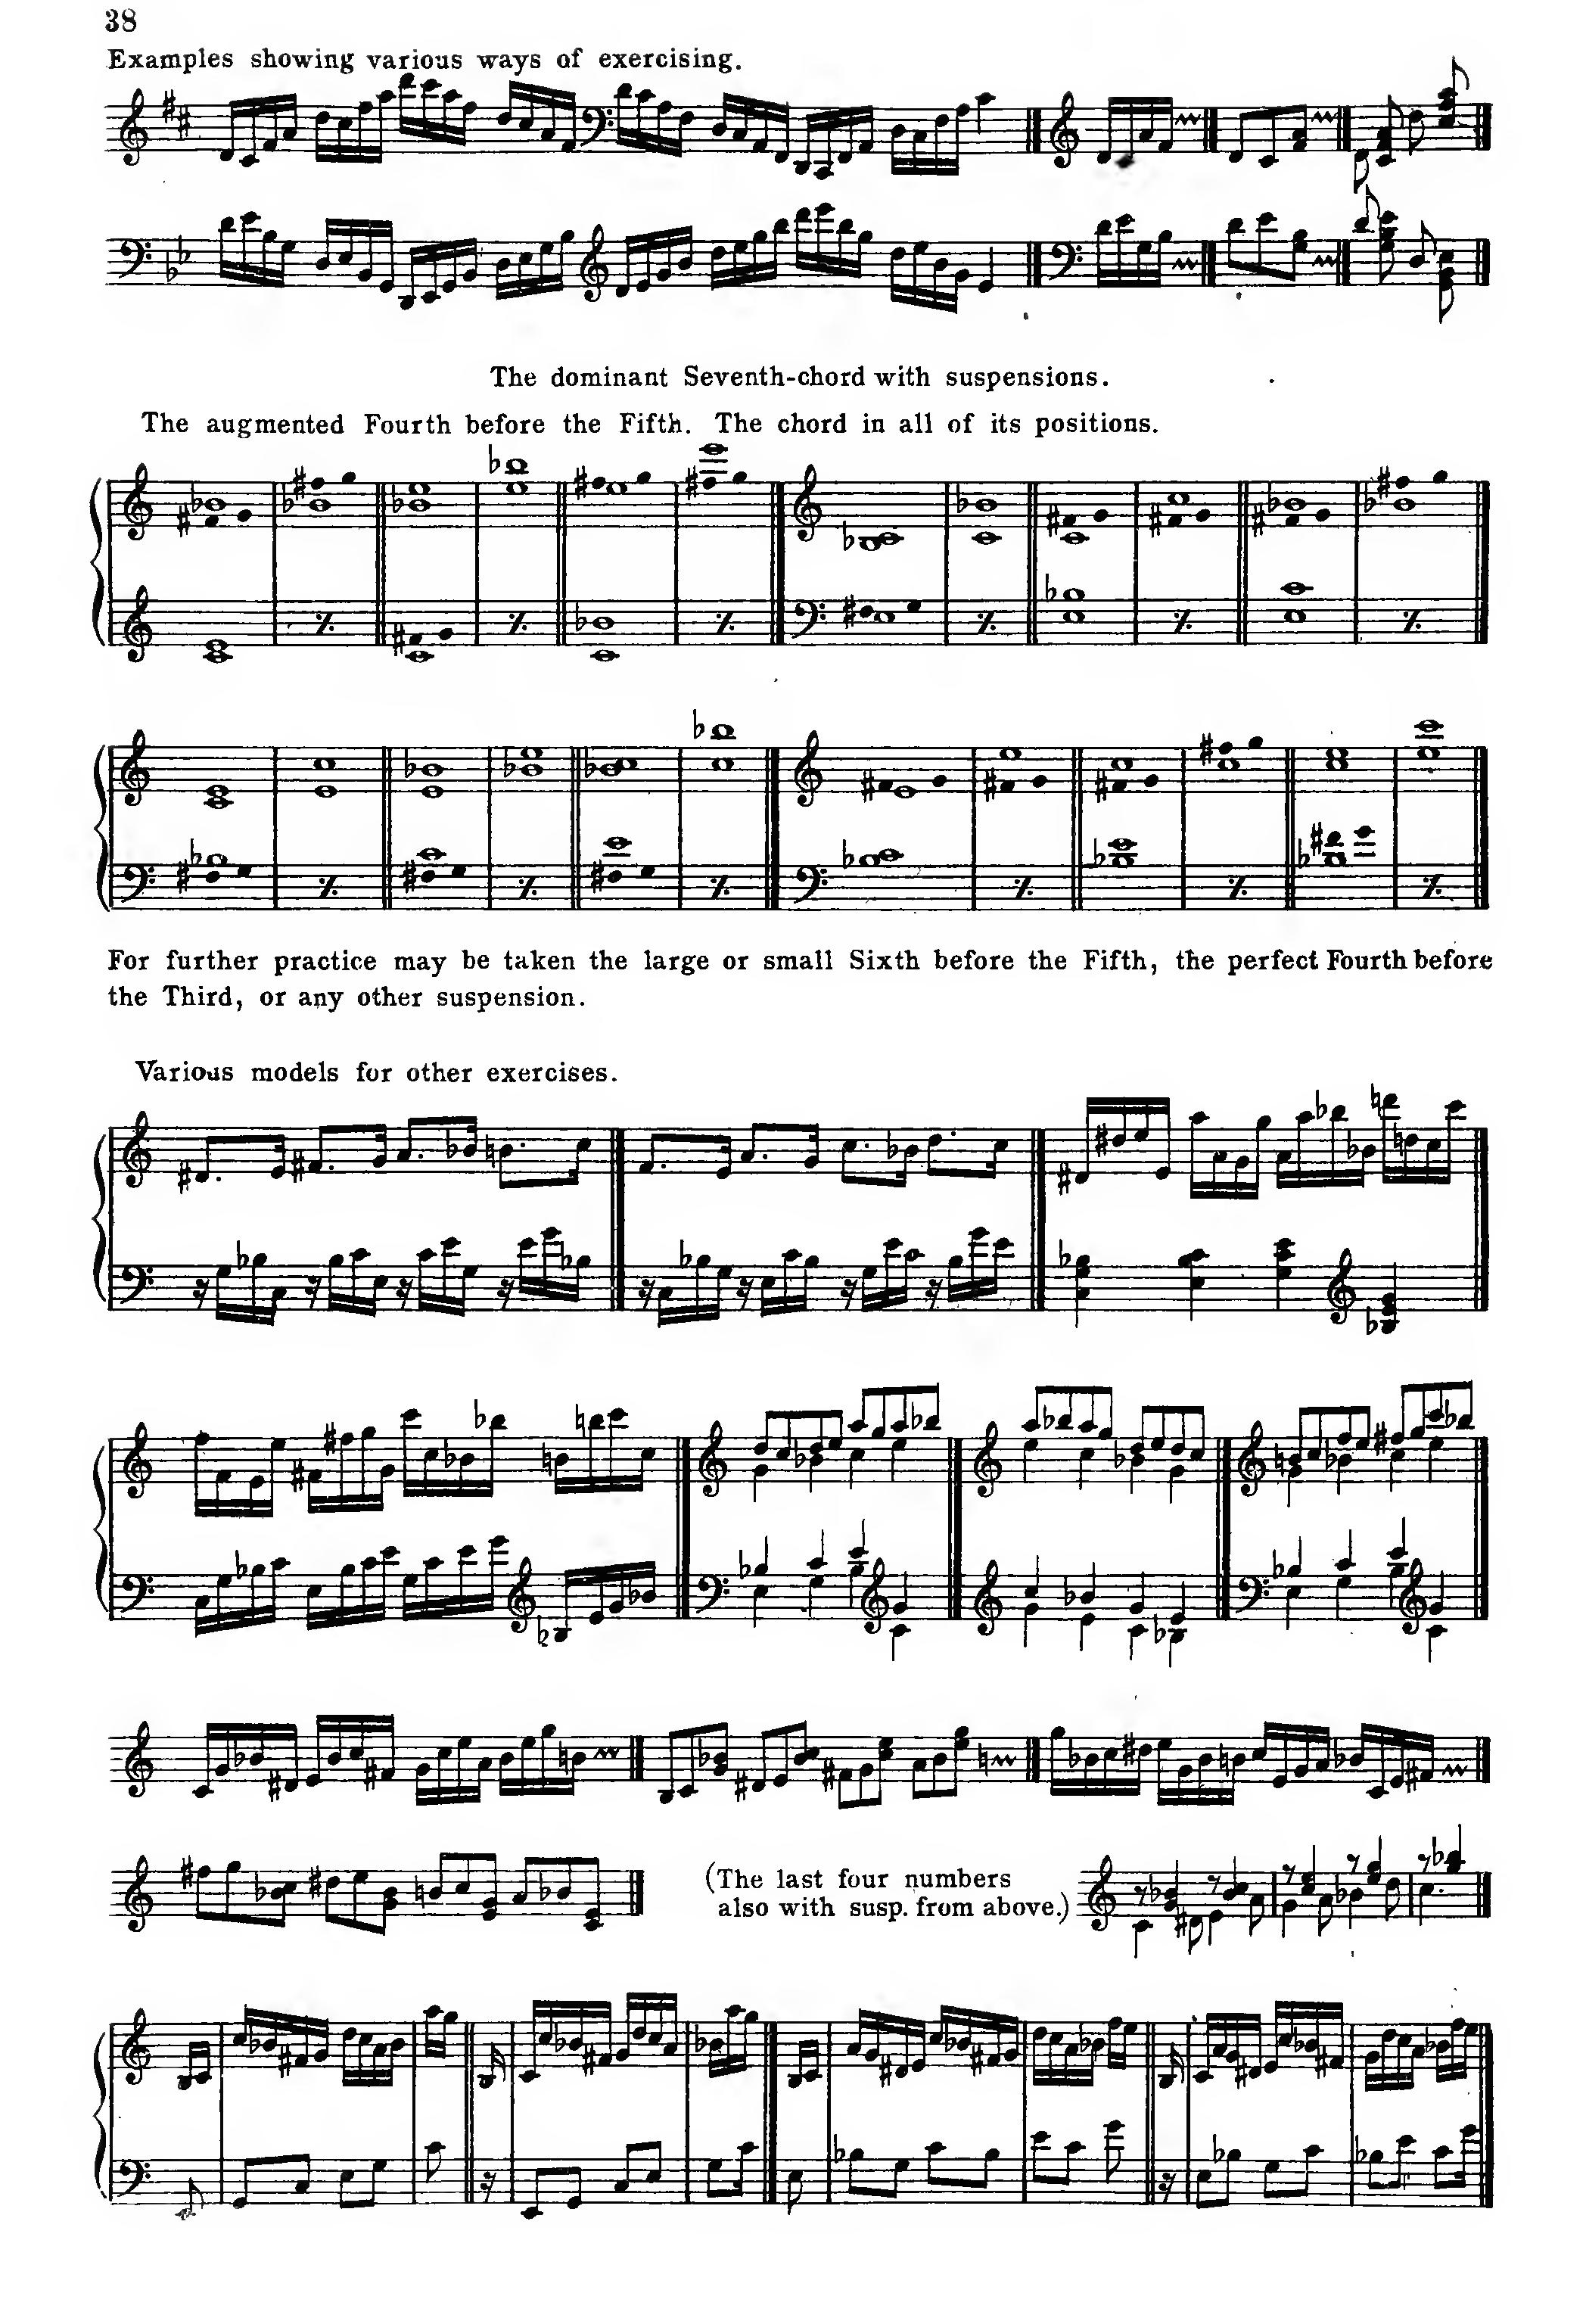 38
Examples showing various ways of exercising.
The dominant Seventh-chord with suspensions.
The augmented Fourth before the Fifth. The chord in all of its positions.
For further practice may be taken the large or small Sixth before the Fifth, the perfect Fourth before
the Third, or any other suspension.
Various models for other exercises.
(The last four numbers
also with susp. from above.)